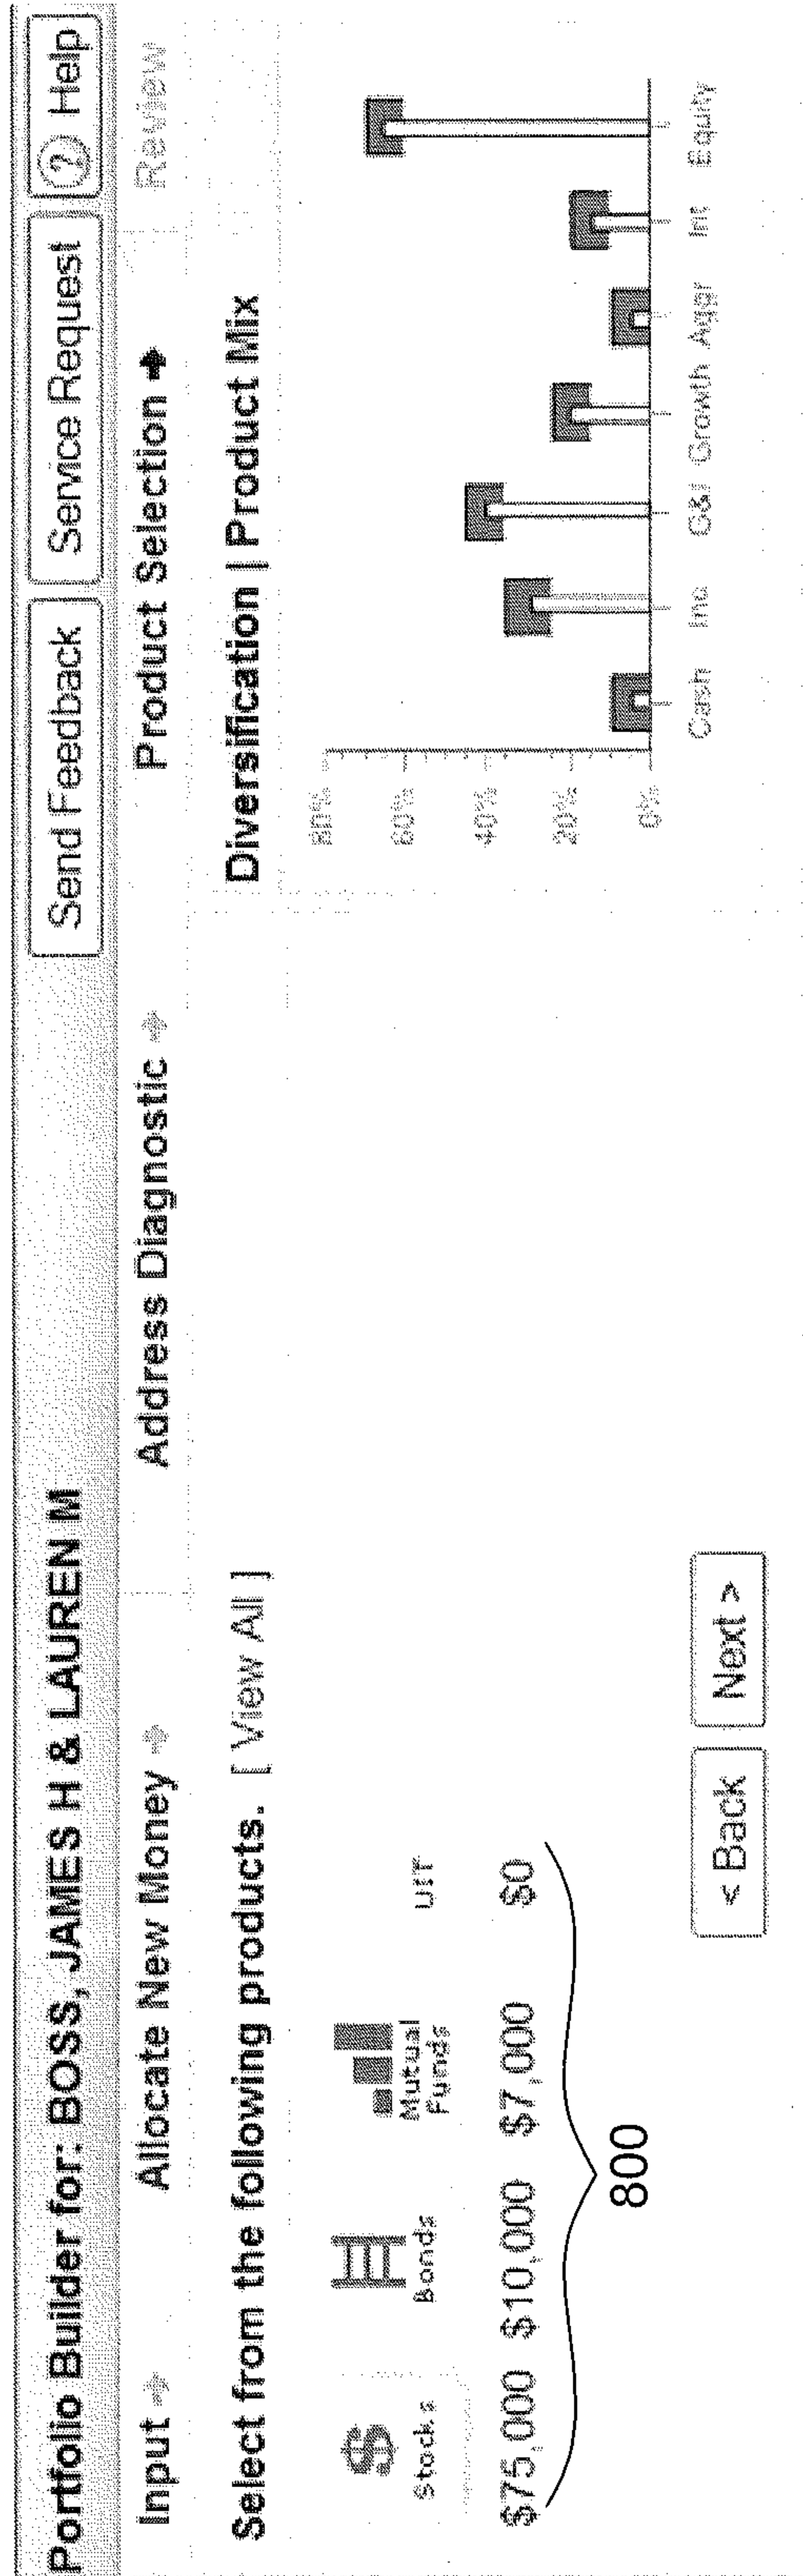 Portfolio Builder for: BOSS, JAMES H & LAUREN M
Send Feedback
Service Request
? Help
Input
Allocate New Money
Address Diagnostic
Product Selection
Review
Select from the following products. [ View All ]
Stocks
Bonds
Mutual
Funds
UIT
$75,000 $10,000 $7,000 $0
800
< Back
Next >
Diversification | Product Mix
80%
60%
40%
20%
0%
Cash Inc G&I Growth Aggr Int Equity